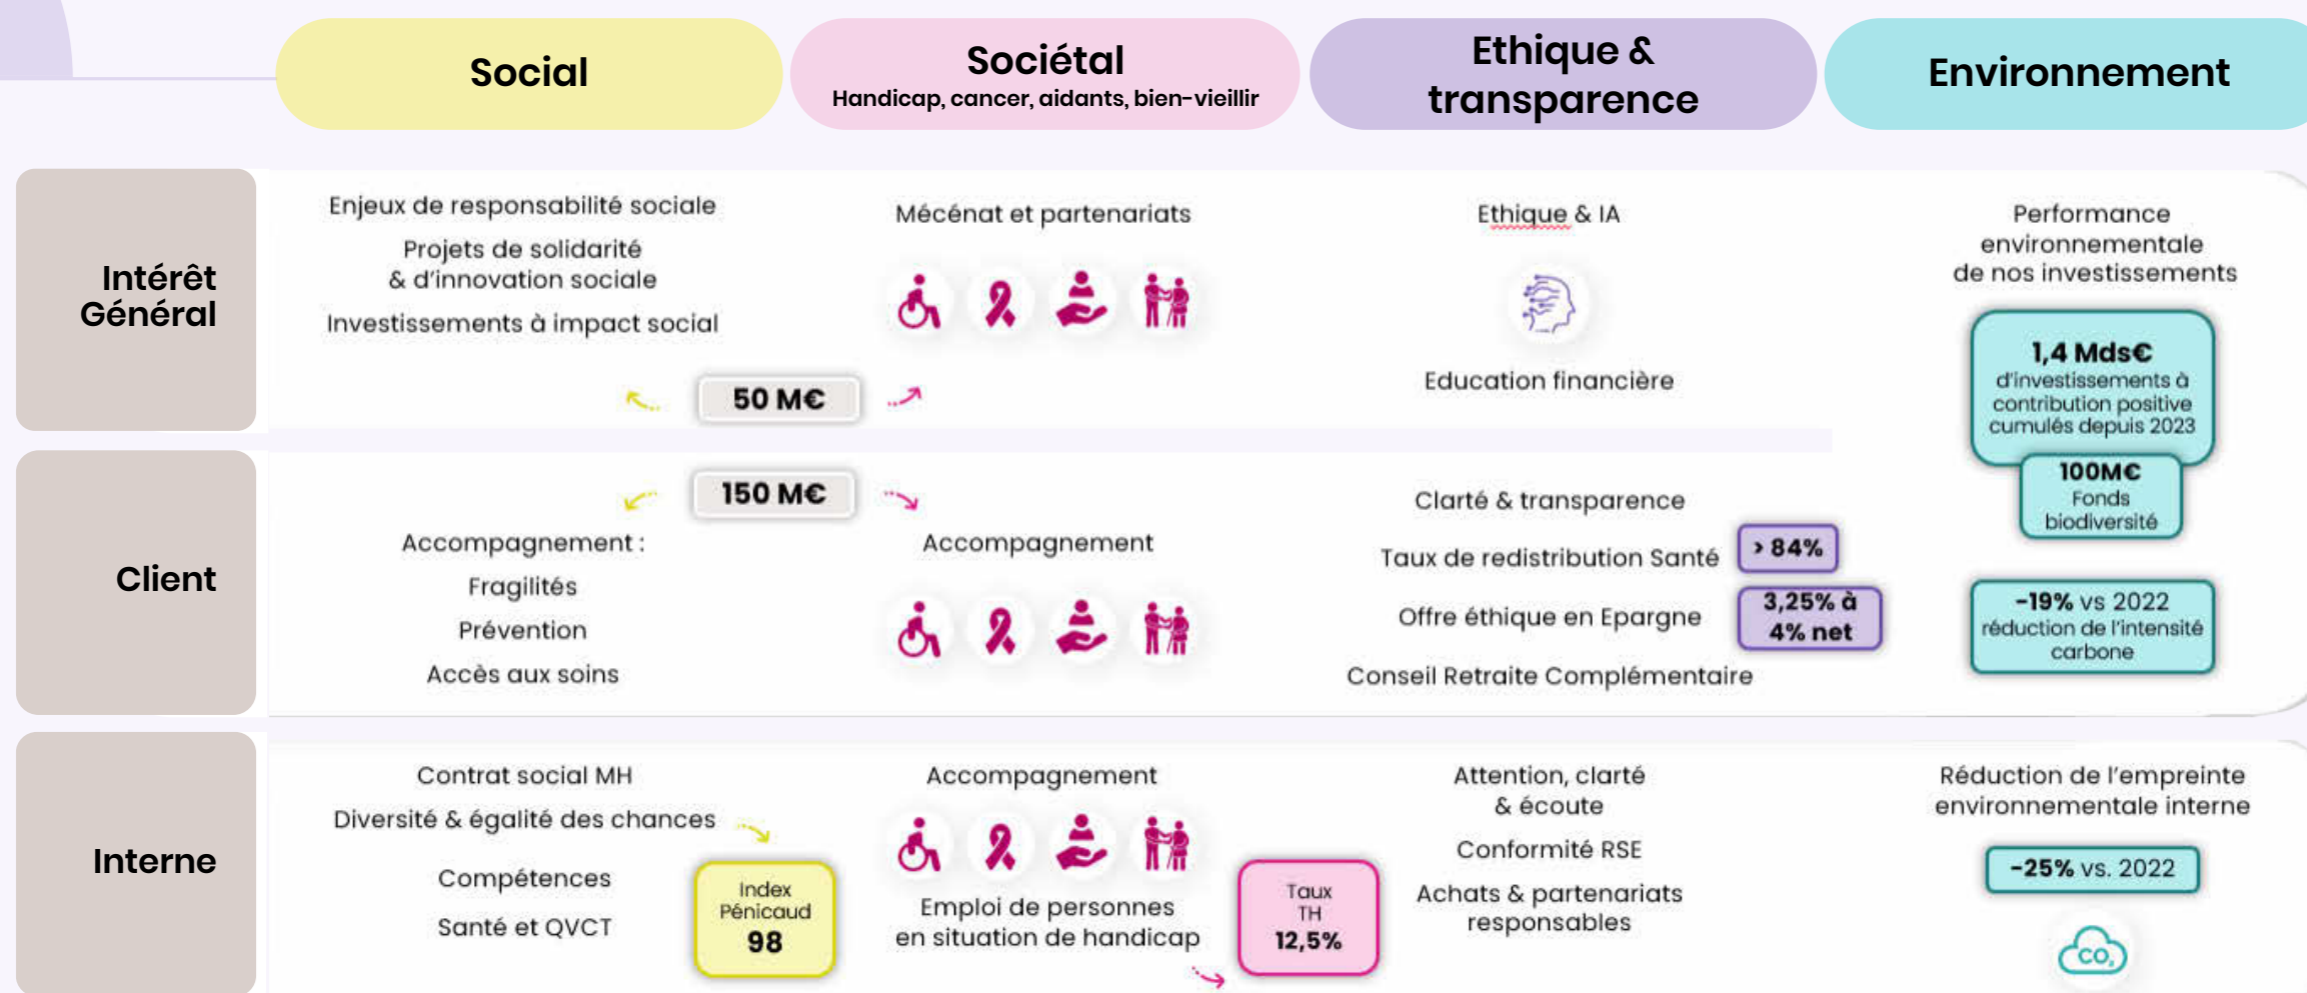 Social
Sociétal
Handicap, cancer, aidants, bien-vieillir
Ethique &
transparence
Environnement
Intérêt
Général
Enjeux de responsabilité sociale
Projets de solidarité
& d'innovation sociale
Investissements à impact social
50 M€
Mécénat et partenariats
Ethique & IA
Education financière
Performance
environnementale
de nos investissements
1,4 Mds€
d'investissements à
contribution positive
cumulés depuis 2023
100M€
Fonds
biodiversité
Client
150 M€
Accompagnement :
Fragilités
Prévention
Accès aux soins
Accompagnement
Clarté & transparence
Taux de redistribution Santé
> 84%
Offre éthique en Epargne
3,25% à
4% net
Conseil Retraite Complémentaire
-19% vs 2022
réduction de l'intensité
carbone
Interne
Contrat social MH
Diversité & égalité des chances
Compétences
Santé et QVCT
Index
Pénicaud
98
Accompagnement
Emploi de personnes
en situation de handicap
Taux
TH
12,5%
Attention, clarté
& écoute
Conformité RSE
Achats & partenariats
responsables
Réduction de l'empreinte
environnementale interne
-25% vs. 2022
CO₂